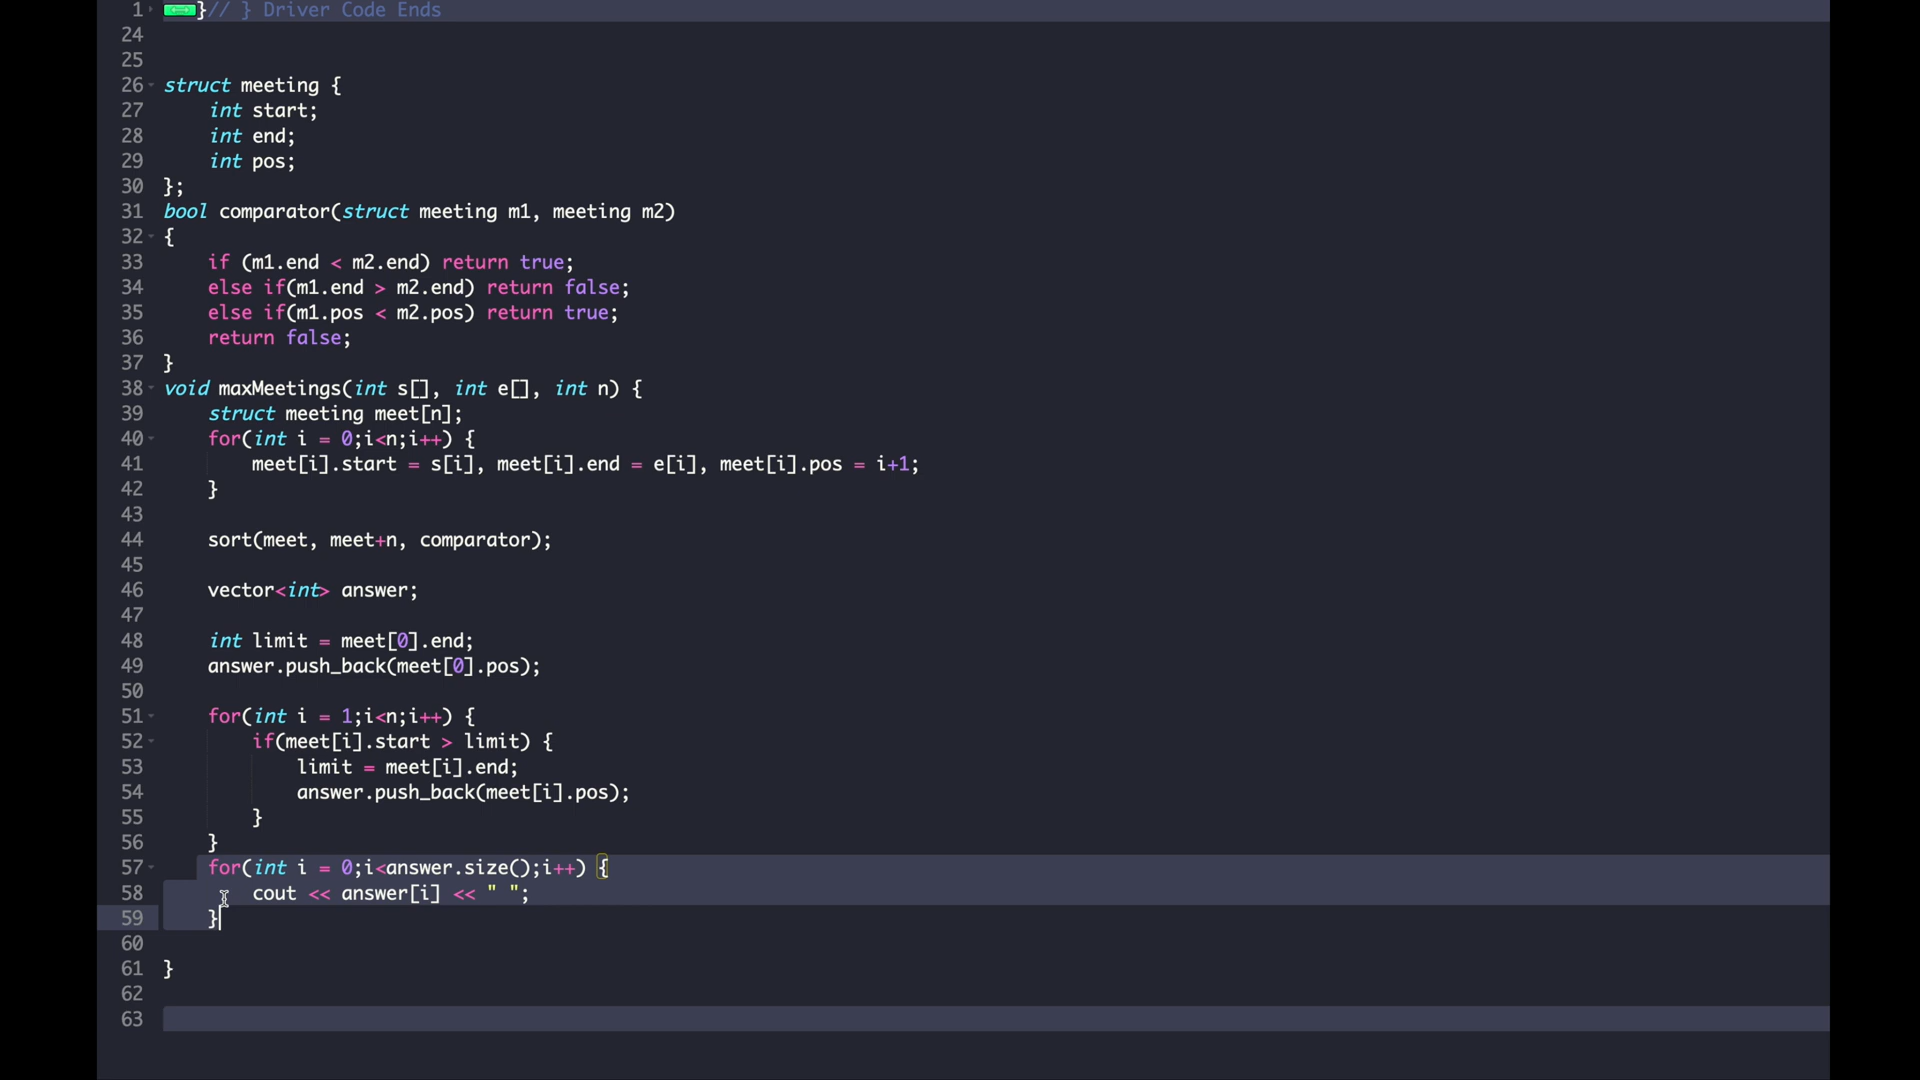 1 }// } Driver Code Ends
24
25
26 struct meeting {
27     int start;
28     int end;
29     int pos;
30 };
31 bool comparator(struct meeting m1, meeting m2)
32 {
33     if (m1.end < m2.end) return true;
34     else if(m1.end > m2.end) return false;
35     else if(m1.pos < m2.pos) return true;
36     return false;
37 }
38 void maxMeetings(int s[], int e[], int n) {
39     struct meeting meet[n];
40     for(int i = 0;i<n;i++) {
41         meet[i].start = s[i], meet[i].end = e[i], meet[i].pos = i+1;
42     }
43
44     sort(meet, meet+n, comparator);
45
46     vector<int> answer;
47
48     int limit = meet[0].end;
49     answer.push_back(meet[0].pos);
50
51     for(int i = 1;i<n;i++) {
52         if(meet[i].start > limit) {
53             limit = meet[i].end;
54             answer.push_back(meet[i].pos);
55         }
56     }
57     for(int i = 0;i<answer.size();i++) {
58         cout << answer[i] << " ";
59     }
60
61 }
62
63